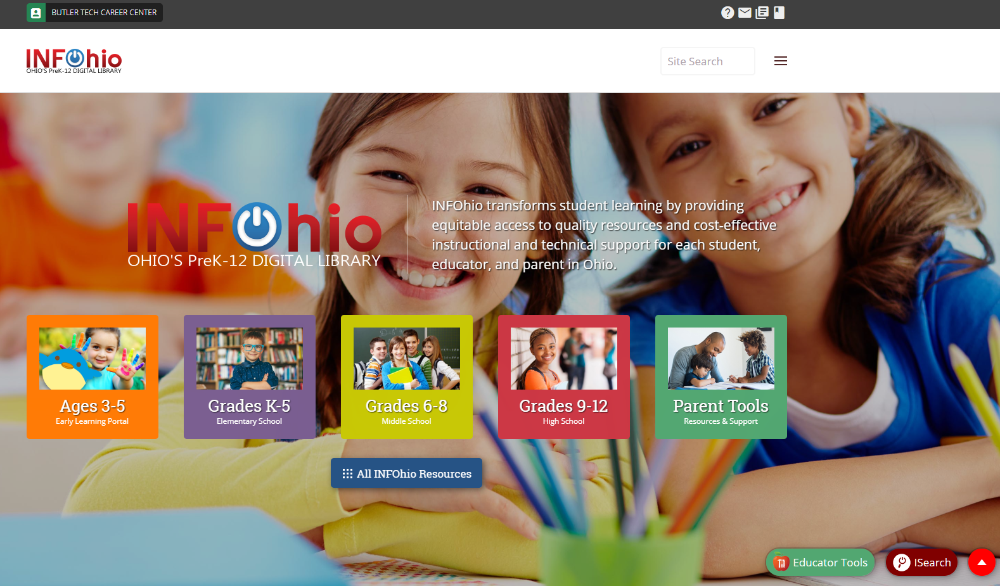 BUTLER TECH CAREER CENTER
INFOhio
OHIO'S PreK-12 DIGITAL LIBRARY
Site Search
INFOhio
OHIO'S PreK-12 DIGITAL LIBRARY
INFOhio transforms student learning by providing
equitable access to quality resources and cost-effective
instructional and technical support for each student,
educator, and parent in Ohio.
Ages 3-5
Early Learning Portal
Grades K-5
Elementary School
Grades 6-8
Middle School
Grades 9-12
High School
Parent Tools
Resources & Support
All INFOhio Resources
Educator Tools
ISearch